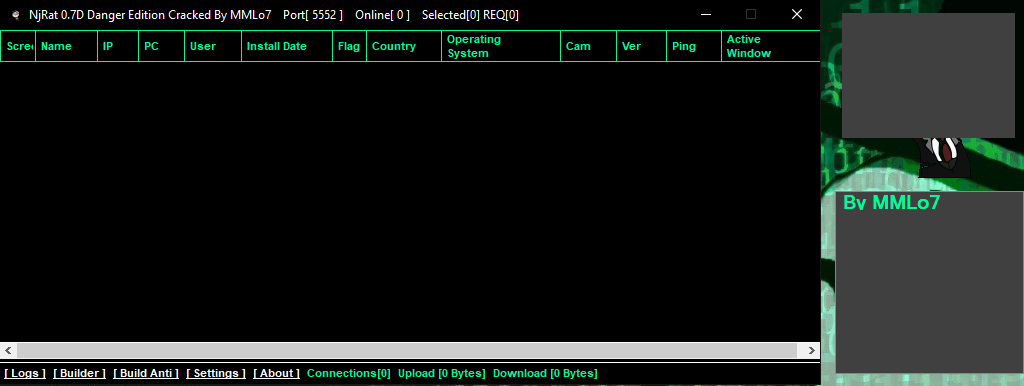 NjRat 0.7D Danger Edition Cracked By MMLo7 Port[ 5552 ] Online[ 0 ] Selected[0] REQ[0]
Scree Name IP PC User Install Date Flag Country Operating System Cam Ver Ping Active Window
By MMLo7
[ Logs ] [ Builder ] [ Build Anti ] [ Settings ] [ About ] Connections[0] Upload [0 Bytes] Download [0 Bytes]